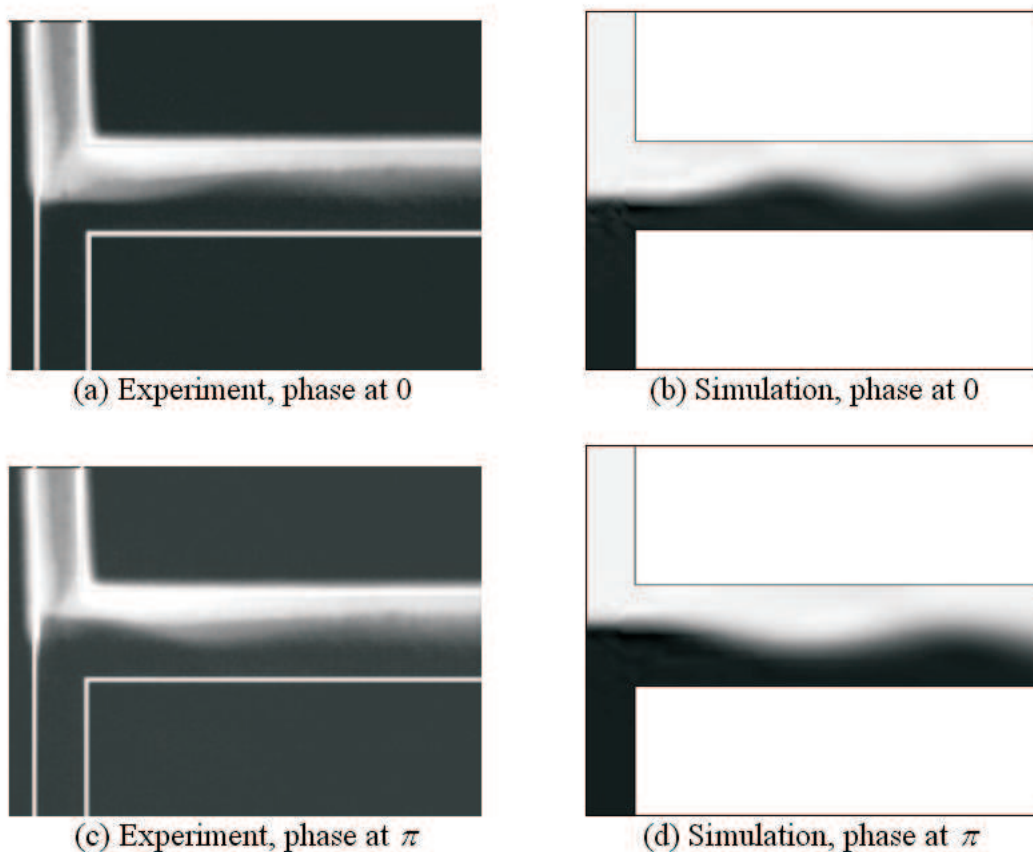 (a) Experiment, phase at 0
(b) Simulation, phase at 0
(c) Experiment, phase at π
(d) Simulation, phase at π